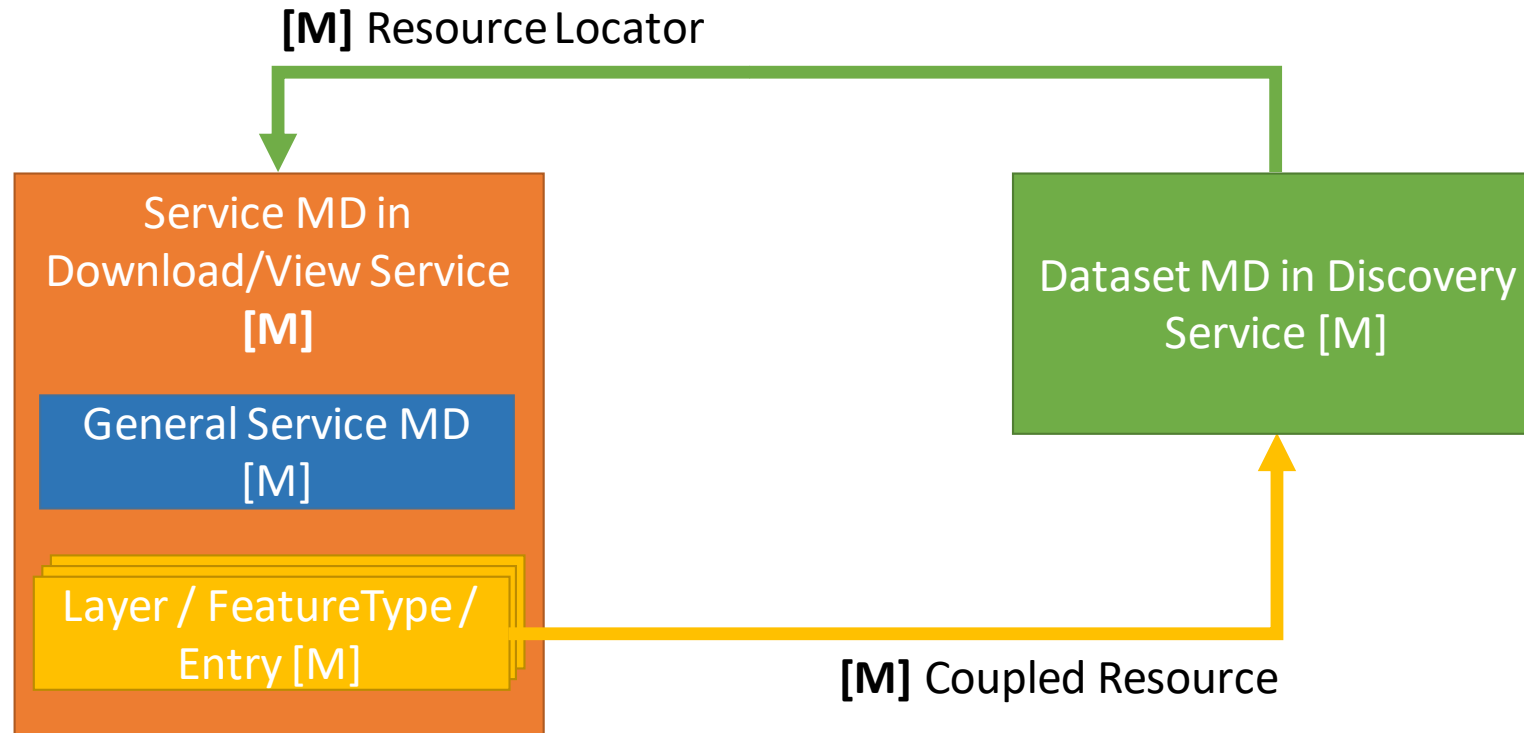 [M] Resource Locator
Service MD in
Download/View Service
[M]
General Service MD
[M]
Layer / FeatureType /
Entry [M]
Dataset MD in Discovery
Service [M]
[M] Coupled Resource